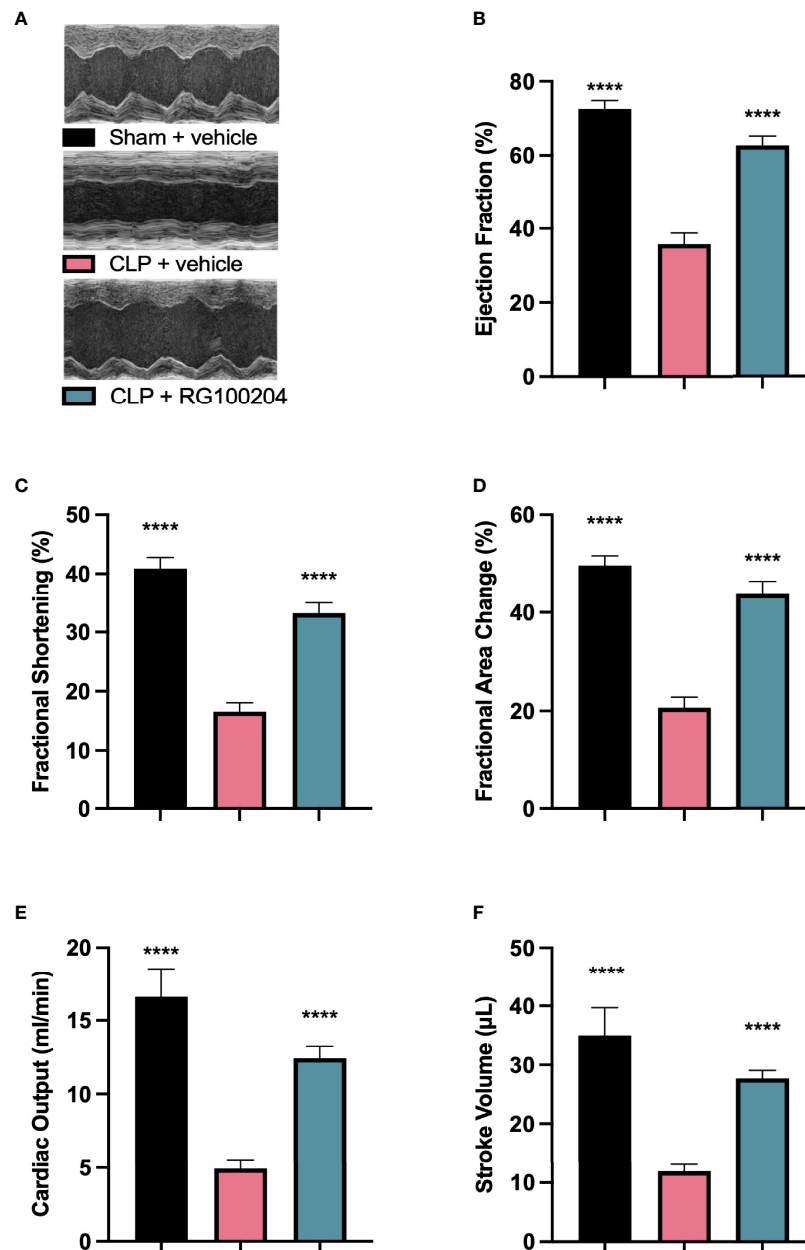 A
Sham + vehicle
CLP + vehicle
CLP + RG100204
B
Ejection Fraction (%)
80
60
40
20
0
****
****
C
Fractional Shortening (%)
50
40
30
20
10
0
****
****
D
Fractional Area Change (%)
60
40
20
0
****
****
E
Cardiac Output (ml/min)
20
15
10
5
0
****
****
F
Stroke Volume (µL)
50
40
30
20
10
0
****
****